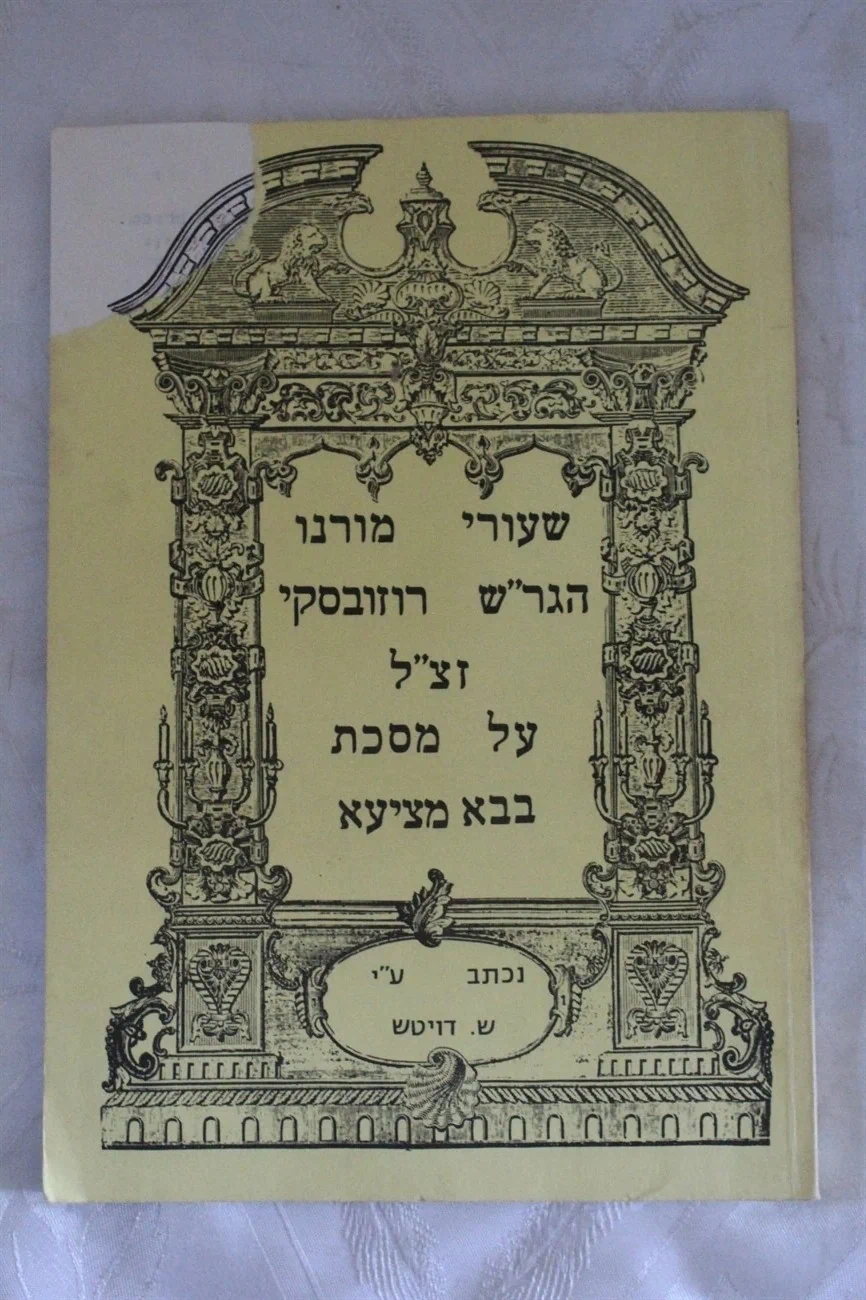 שעורי מורנו
הגר"ש רוזובסקי
זצ"ל
על מסכת
בבא מציעא
נכתב ע"י
ש. דויטש